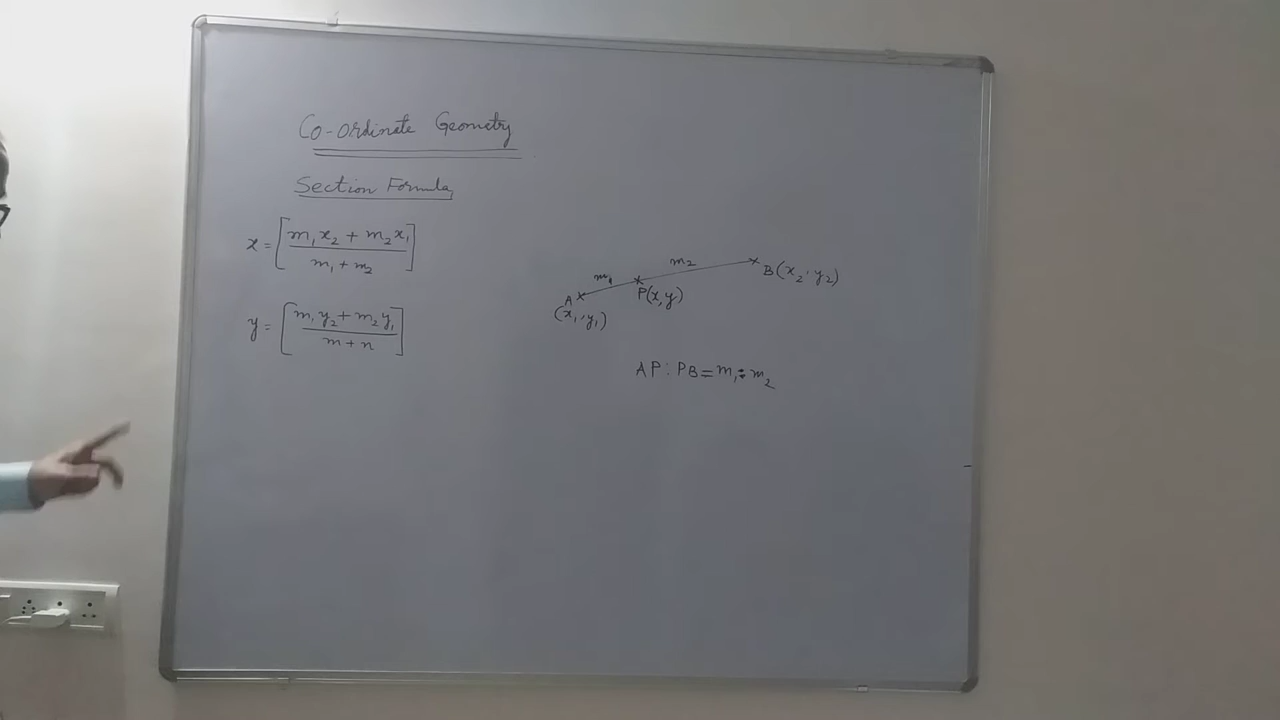 Co-ordinate Geometry
Section Formula
x = [m₁x₂ + m₂x₁ / m₁ + m₂]
y = [m₁y₂ + m₂y₁ / m + n]
m₁
m₂
A
(x₁, y₁)
P(x, y)
B(x₂, y₂)
AP : PB = m₁ : m₂